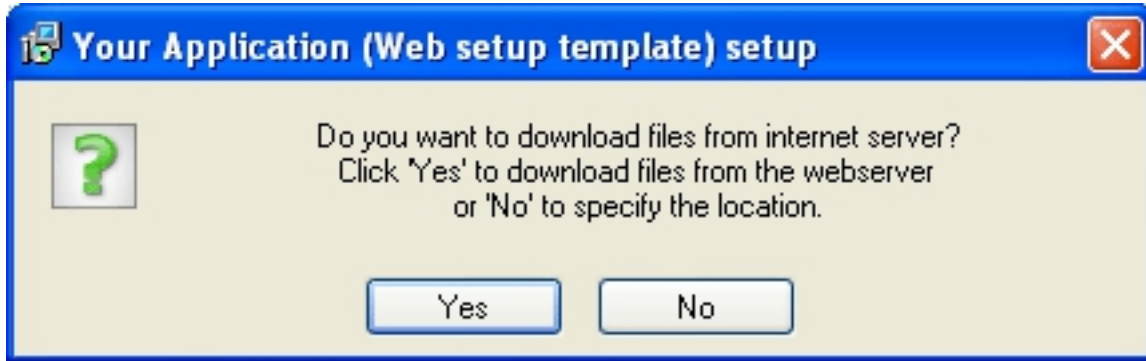 Your Application (Web setup template) setup
Do you want to download files from internet server?
Click 'Yes' to download files from the webserver
or 'No' to specify the location.
Yes
No